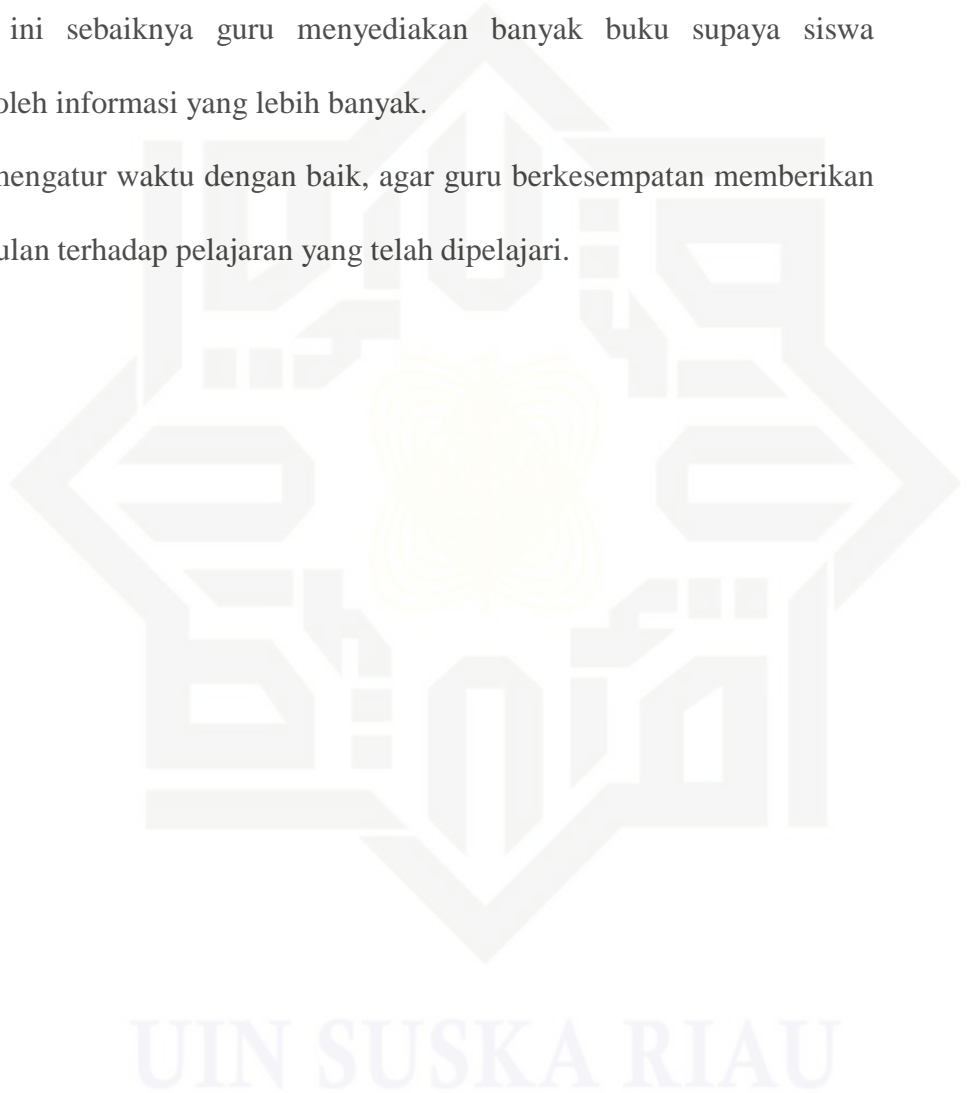 ini sebaiknya guru menyediakan banyak buku supaya siswa
oleh informasi yang lebih banyak.
mengatur waktu dengan baik, agar guru berkesempatan memberikan
ulan terhadap pelajaran yang telah dipelajari.
UIN SUSKA RIAU